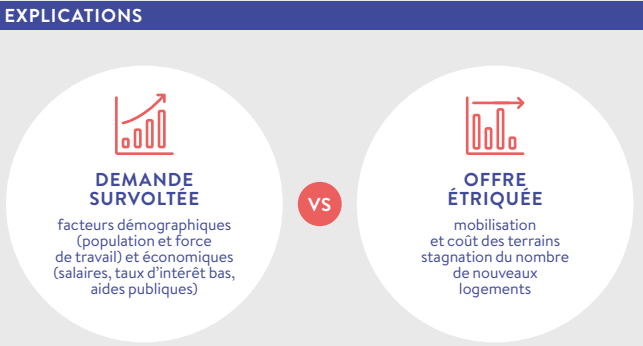 EXPLICATIONS
DEMANDE
SURVOLTÉE
facteurs démographiques
(population et force
de travail) et économiques
(salaires, taux d'intérêt bas,
aides publiques)
VS
OFFRE
ÉTRIQUÉE
mobilisation
et coût des terrains
stagnation du nombre
de nouveaux
logements